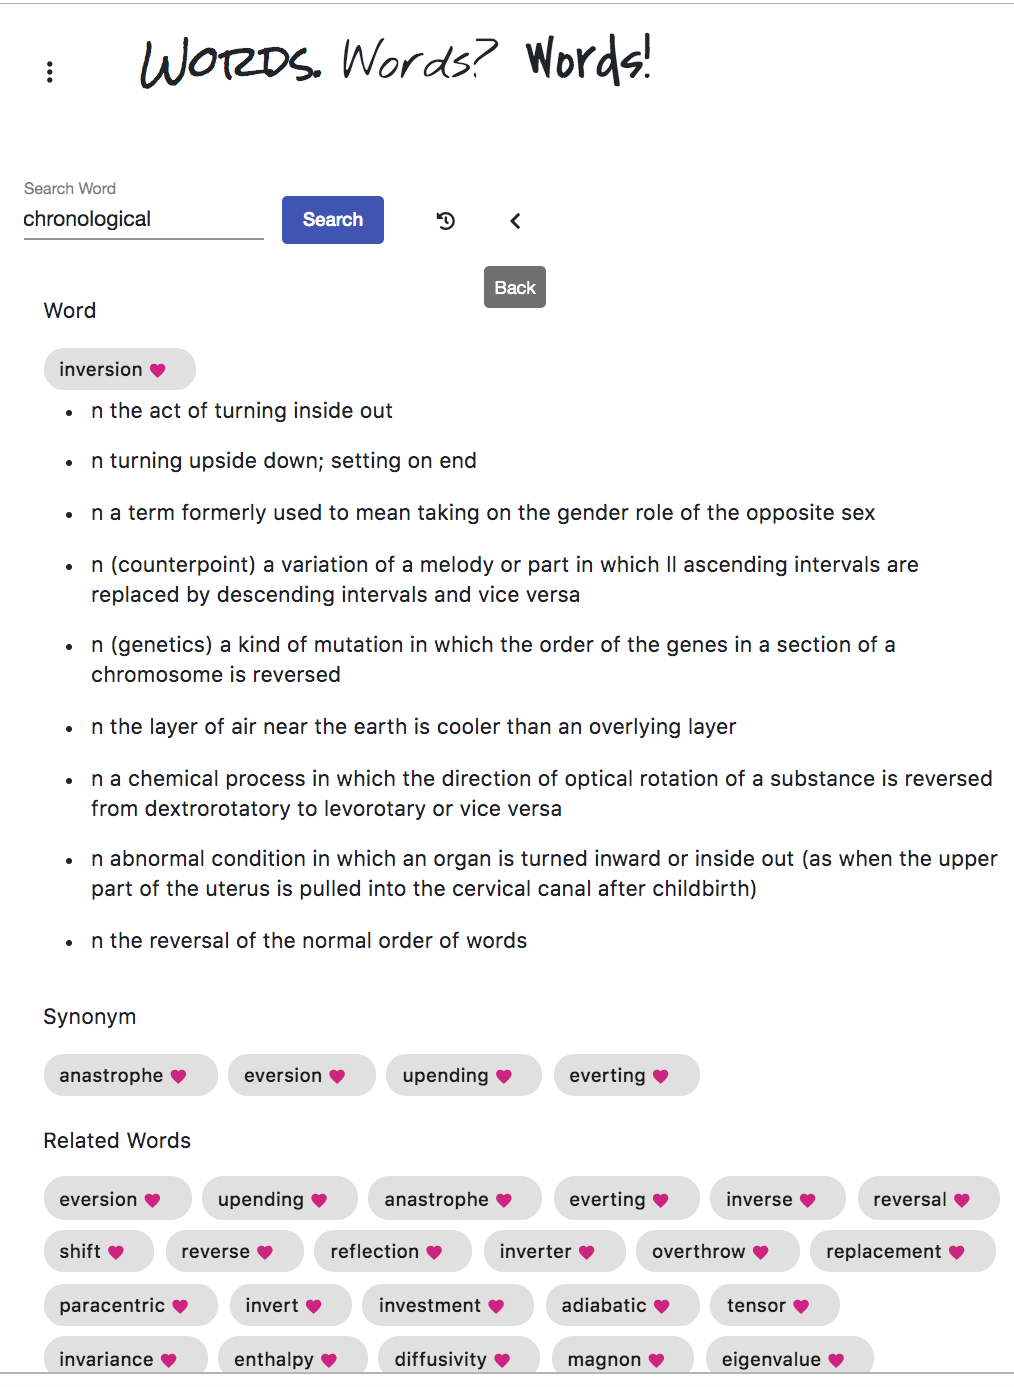 Words. Words? Words!
Search Word
chronological
Search
Back
Word
inversion
n the act of turning inside out
n turning upside down; setting on end
n a term formerly used to mean taking on the gender role of the opposite sex
n (counterpoint) a variation of a melody or part in which ll ascending intervals are
replaced by descending intervals and vice versa
n (genetics) a kind of mutation in which the order of the genes in a section of a
chromosome is reversed
n the layer of air near the earth is cooler than an overlying layer
n a chemical process in which the direction of optical rotation of a substance is reversed
from dextrorotatory to levorotary or vice versa
n abnormal condition in which an organ is turned inward or inside out (as when the upper
part of the uterus is pulled into the cervical canal after childbirth)
n the reversal of the normal order of words
Synonym
anastrophe eversion upending everting
Related Words
eversion upending anastrophe everting inverse reversal
shift reverse reflection inverter overthrow replacement
paracentric invert investment adiabatic tensor
invariance enthalpy diffusivity magnon eigenvalue